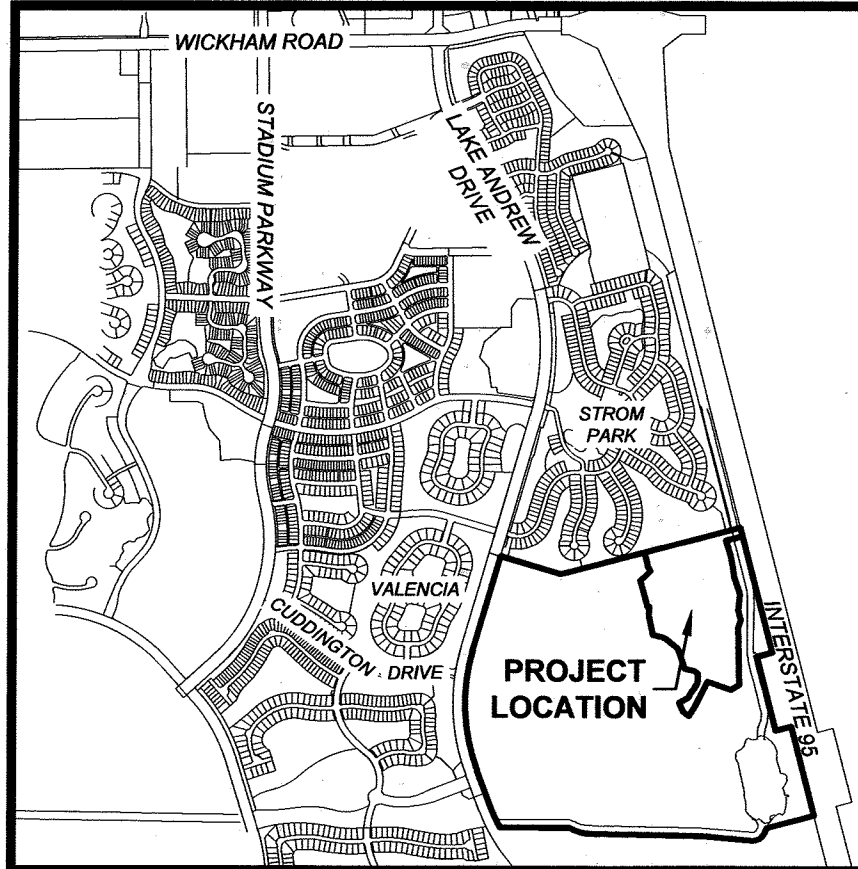 WICKHAM ROAD
STADIUM PARKWAY
LAKE ANDREW
DRIVE
STROM
PARK
VALENCIA
CUDDINGTON DRIVE
PROJECT
LOCATION
INTERSTATE 95